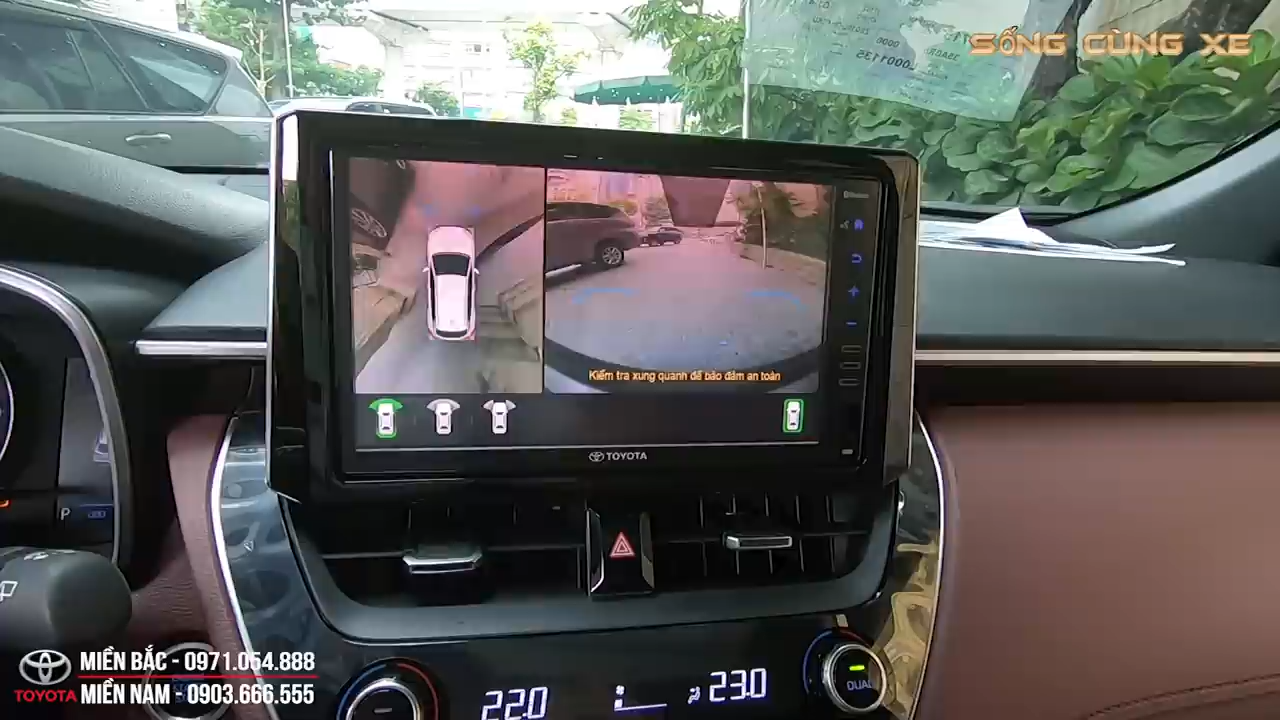 SỐNG CÙNG XE
Kiểm tra xung quanh để bảo đảm an toàn
TOYOTA
P
22.0
23.0
DUAL
MIỀN BẮC - 0971.054.888
TOYOTA
MIỀN NAM - 0903.666.555